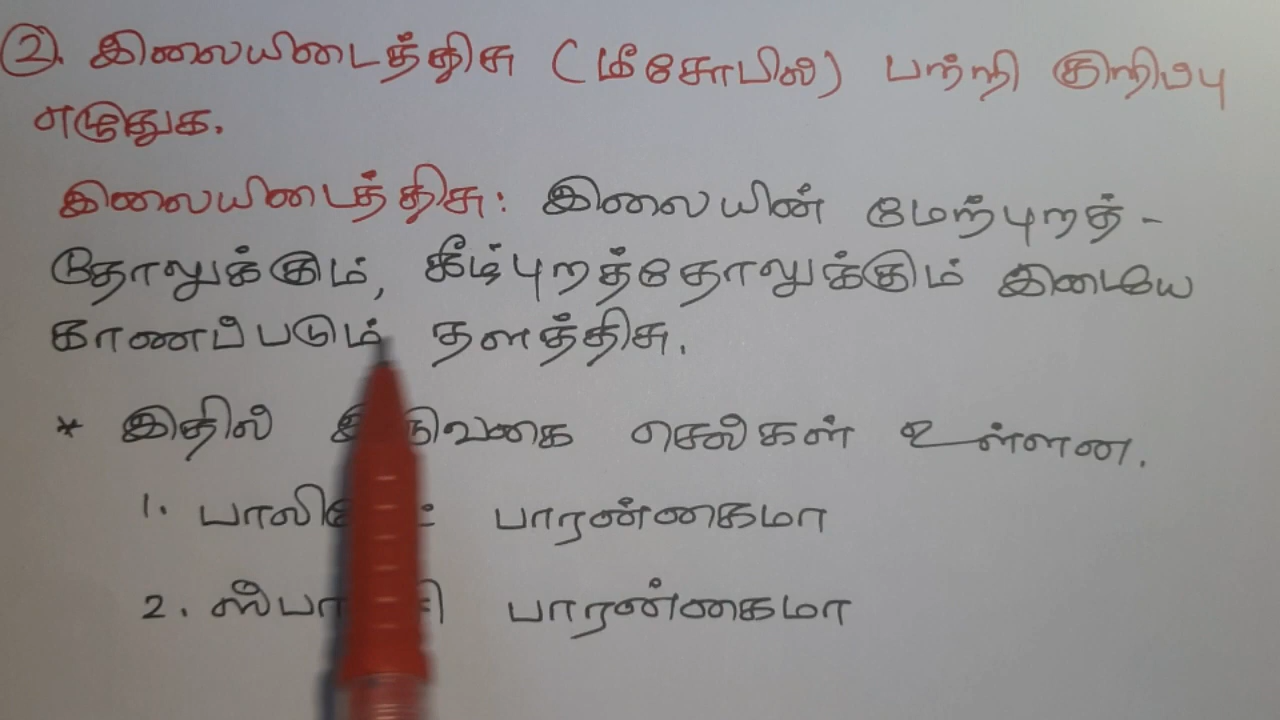 2. இலையிடைத்திசு (மீசோபில்) பற்றி குறிப்பு
எழுதுக.
இலையிடைத்திசு: இலையின் மேற்புறத் -
தோலுக்கும், கீழ்புறத்தோலுக்கும் இடையே
காணப்படும் தளத்திசு.
* இதில் செல்கள் உள்ளன.
1. பாரன்கைமா
2. பாரன்கைமா